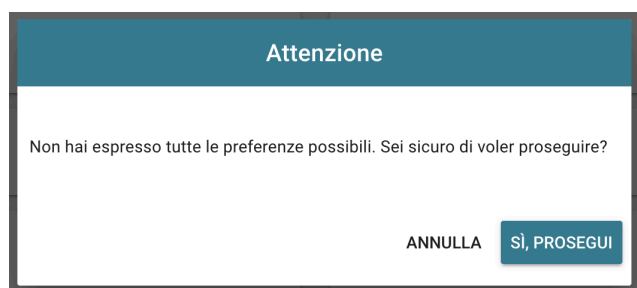 Attenzione
Non hai espresso tutte le preferenze possibili. Sei sicuro di voler proseguire?
ANNULLA
SÌ, PROSEGUI